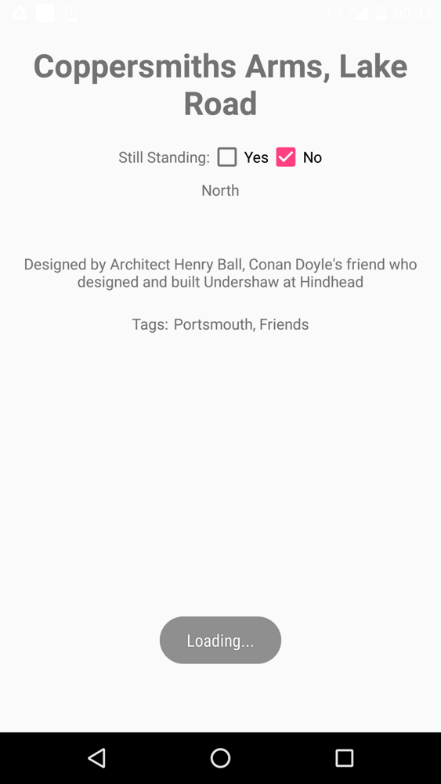 Coppersmiths Arms, Lake
Road
Still Standing: Yes No
North
Designed by Architect Henry Ball, Conan Doyle's friend who
designed and built Undershaw at Hindhead
Tags: Portsmouth, Friends
Loading...